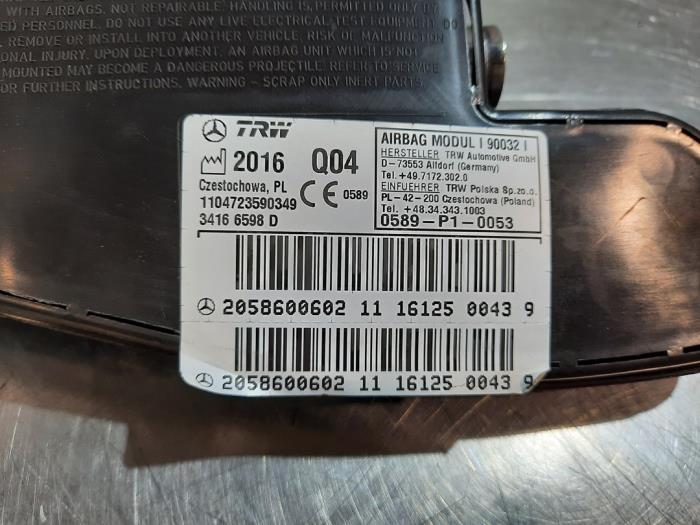 WITH AIRBAGS. NOT REPAIRABLE. HANDLING IS PERMITTED ONLY BY
PERSONNEL. DO NOT USE ANY LIVE ELECTRICAL TEST EQUIPMENT. DO
REMOVE OR INSTALL INTO ANOTHER VEHICLE. RISK OF MALFUNCTION
INJURY. UPON DEPLOYMENT, AN AIRBAG UNIT WHICH IS NOT
MOUNTED MAY BECOME A DANGEROUS PROJECTILE. REFER TO SERVICE
FOR FURTHER INSTRUCTIONS. WARNING - SCRAP ONLY INERT PARTS.
TRW
2016 Q04
Czestochowa, PL
1104723590349
3416 6598 D
CE 0589
AIRBAG MODUL I 90032 I
HERSTELLER TRW Automotive GmbH
D-73553 Alfdorf (Germany)
Tel.+49.7172.302.0
EINFUEHRER TRW Polska Sp.zo.o.
PL-42-200 Czestochowa (Poland)
Tel.+48.34.343.1003
0589-P1-0053
2058600602 11 16125 0043 9
2058600602 11 16125 0043 9